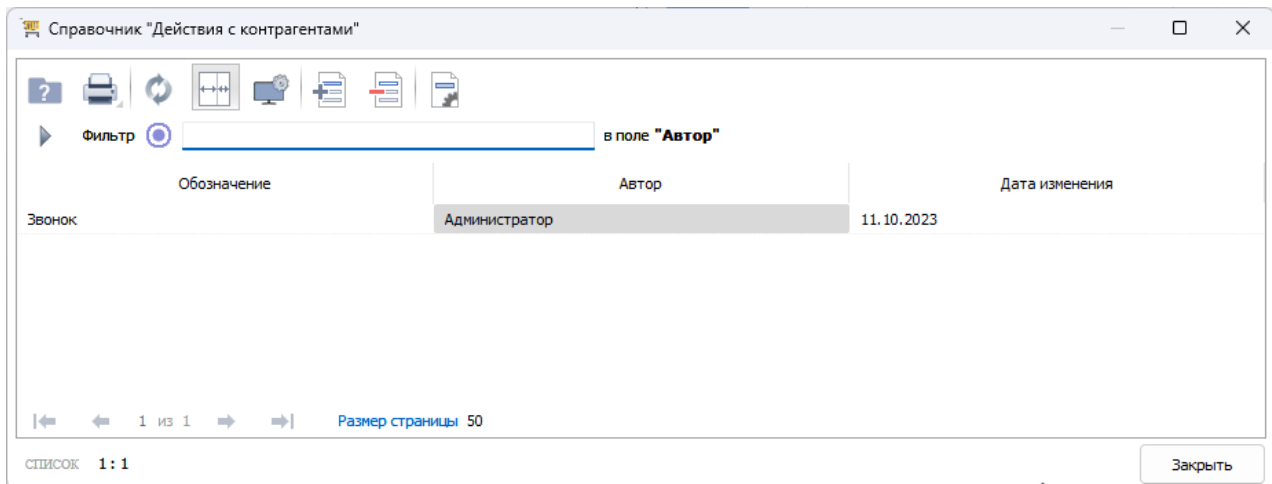 Справочник "Действия с контрагентами"
Фильтр в поле "Автор"
Обозначение Автор Дата изменения
Звонок Администратор 11.10.2023
1 из 1 Размер страницы 50
список 1:1 Закрыть